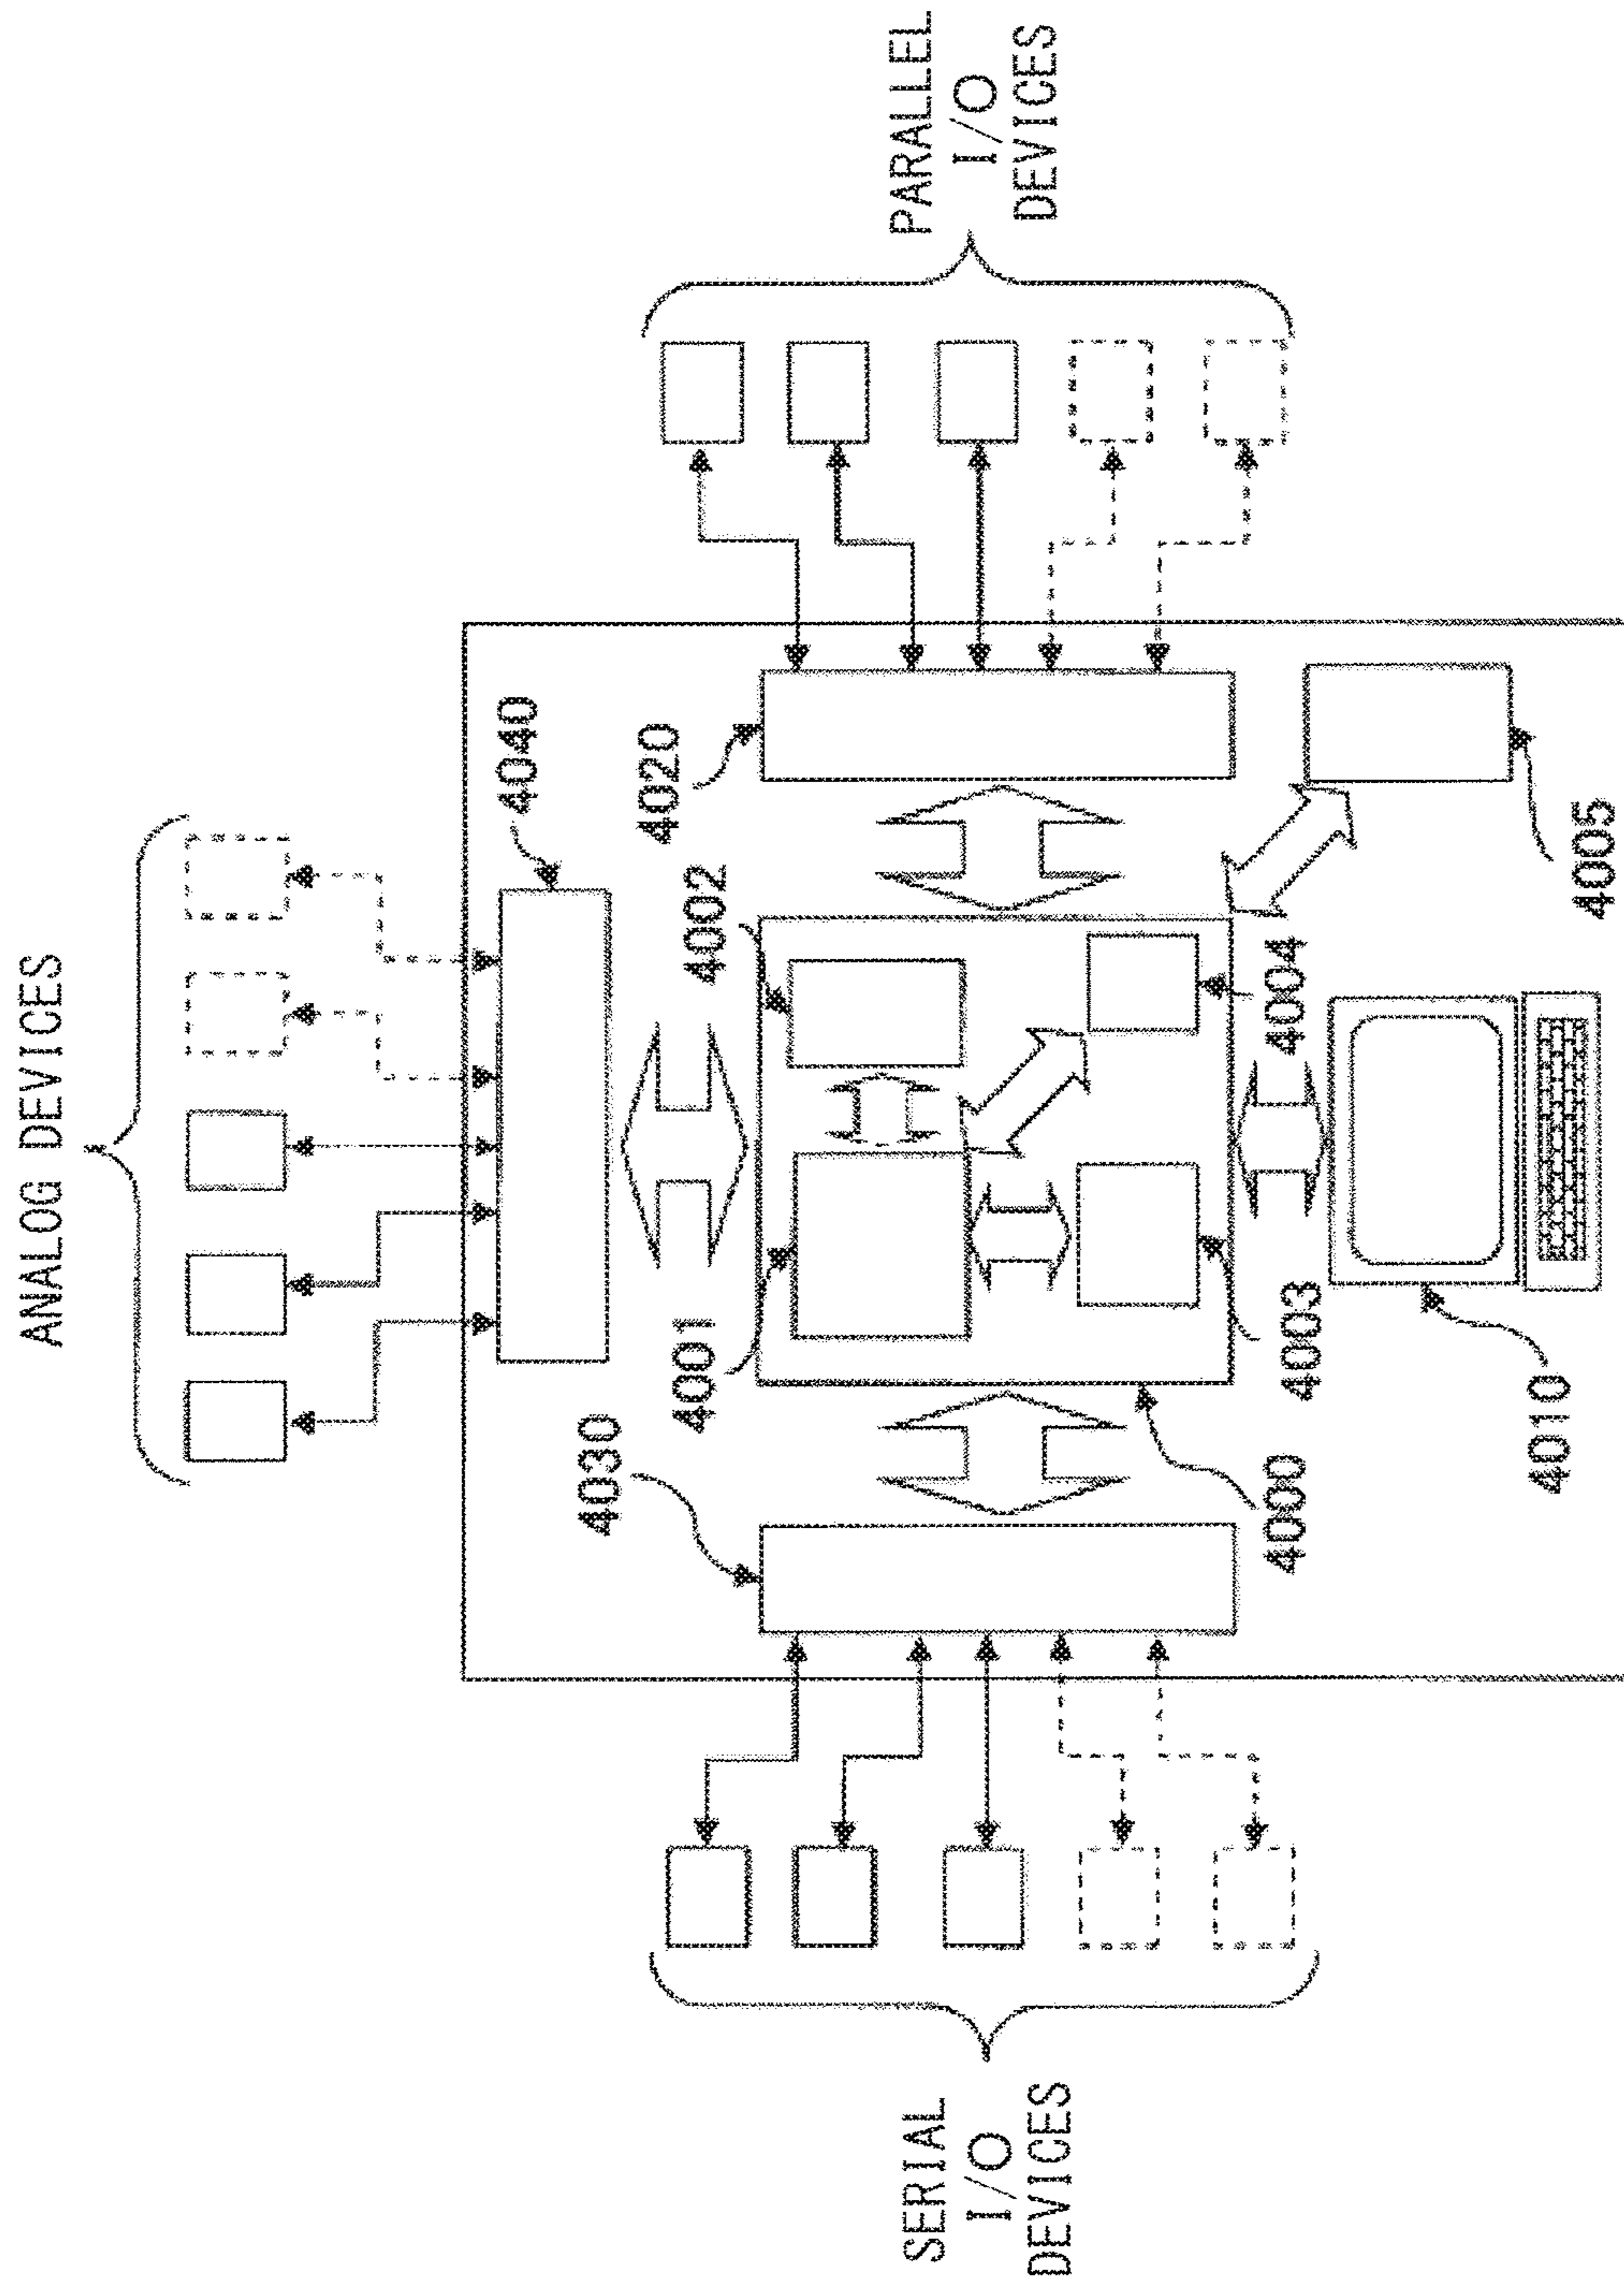 ANALOG DEVICES
SERIAL
I/O
DEVICES
PARALLEL
I/O
DEVICES
4040
4030
4020
4001
4002
4000
4003
4004
4010
4005